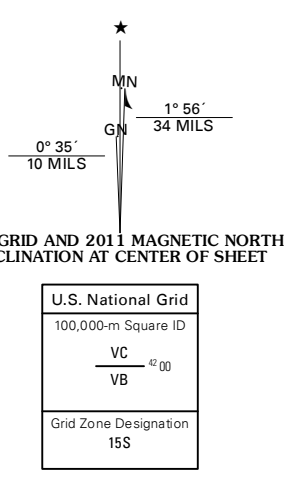 ★
MN
GN
1° 56´
34 MILS
0° 35´
10 MILS
GRID AND 2011 MAGNETIC NORTH
CLINATION AT CENTER OF SHEET
U.S. National Grid
100,000-m Square ID
VC
42 00
VB
Grid Zone Designation
15S